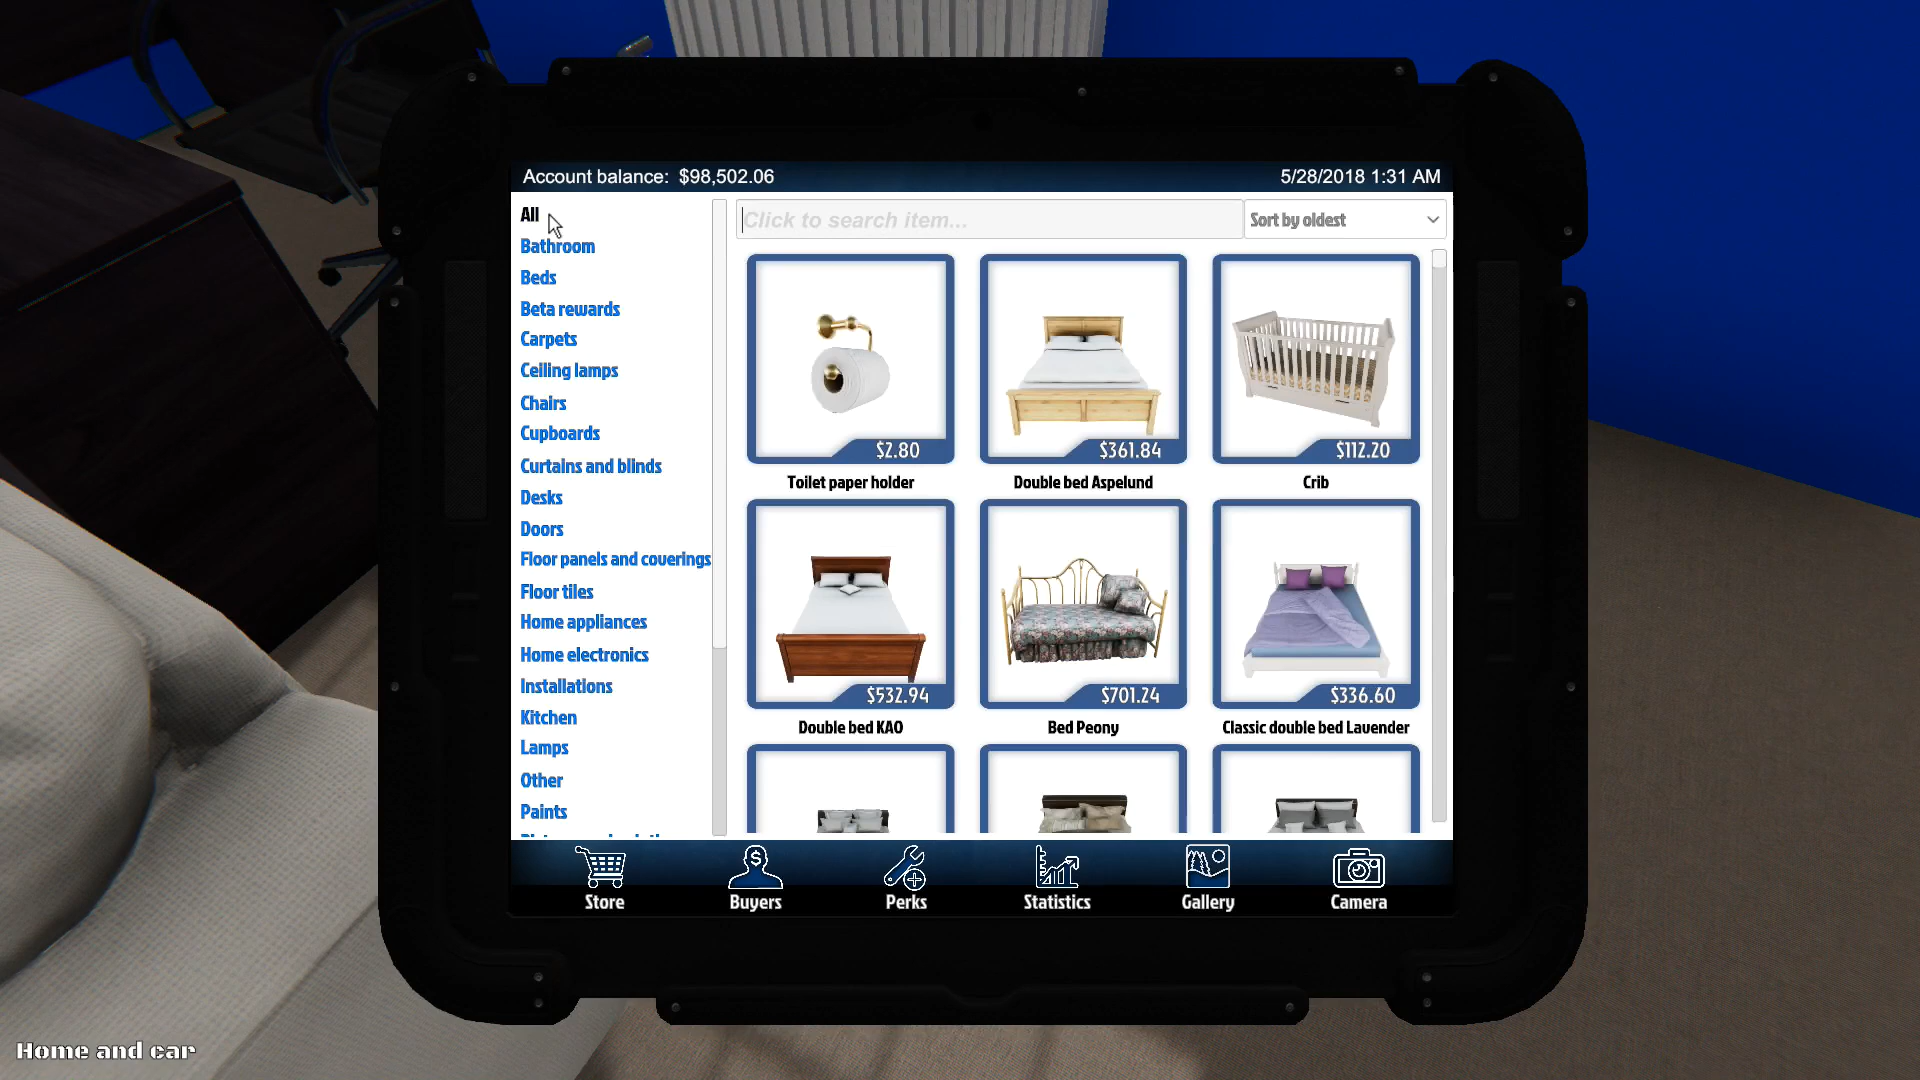 Account balance: $98,502.06
5/28/2018 1:31 AM
All
Bathroom
Beds
Beta rewards
Carpets
Ceiling lamps
Chairs
Cupboards
Curtains and blinds
Desks
Doors
Floor panels and coverings
Floor tiles
Home appliances
Home electronics
Installations
Kitchen
Lamps
Other
Paints
Click to search item...
Sort by oldest
$2.80
$361.84
$112.20
Toilet paper holder
Double bed Aspelund
Crib
$532.94
$701.24
$336.60
Double bed KAO
Bed Peony
Classic double bed Lavender
Store
Buyers
Perks
Statistics
Gallery
Camera
Home and car